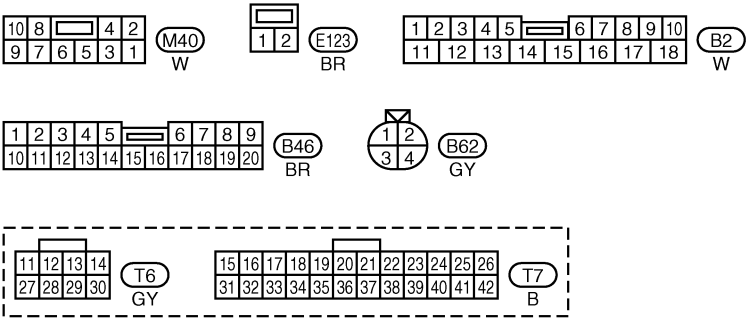 10 8 4 2
9 7 6 5 3 1
M40
W
1 2
E123
BR
1 2 3 4 5 6 7 8 9 10
11 12 13 14 15 16 17 18
B2
W
1 2 3 4 5 6 7 8 9
10 11 12 13 14 15 16 17 18 19 20
B46
BR
1 2
3 4
B62
GY
11 12 13 14
27 28 29 30
T6
GY
15 16 17 18 19 20 21 22 23 24 25 26
31 32 33 34 35 36 37 38 39 40 41 42
T7
B